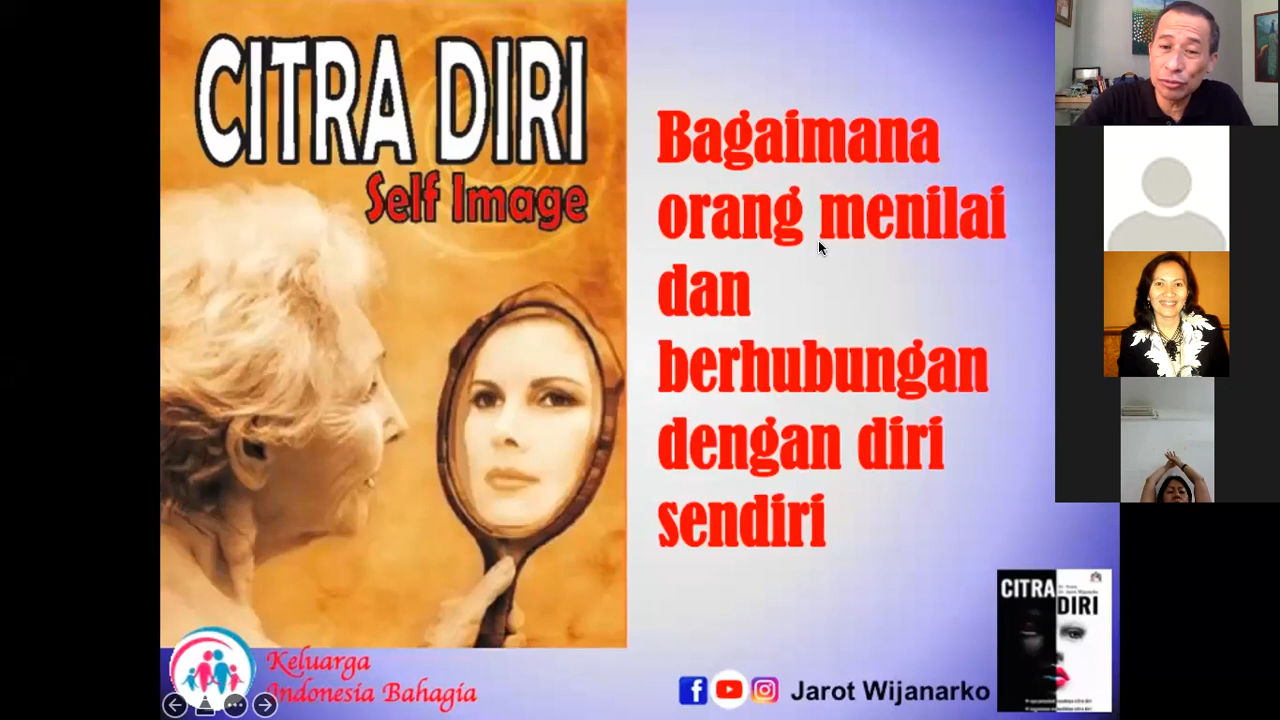 CITRA DIRI
Self Image
Bagaimana
orang menilai
dan
berhubungan
dengan diri
sendiri
Keluarga
Indonesia Bahagia
Jarot Wijanarko
CITRA
DIRI